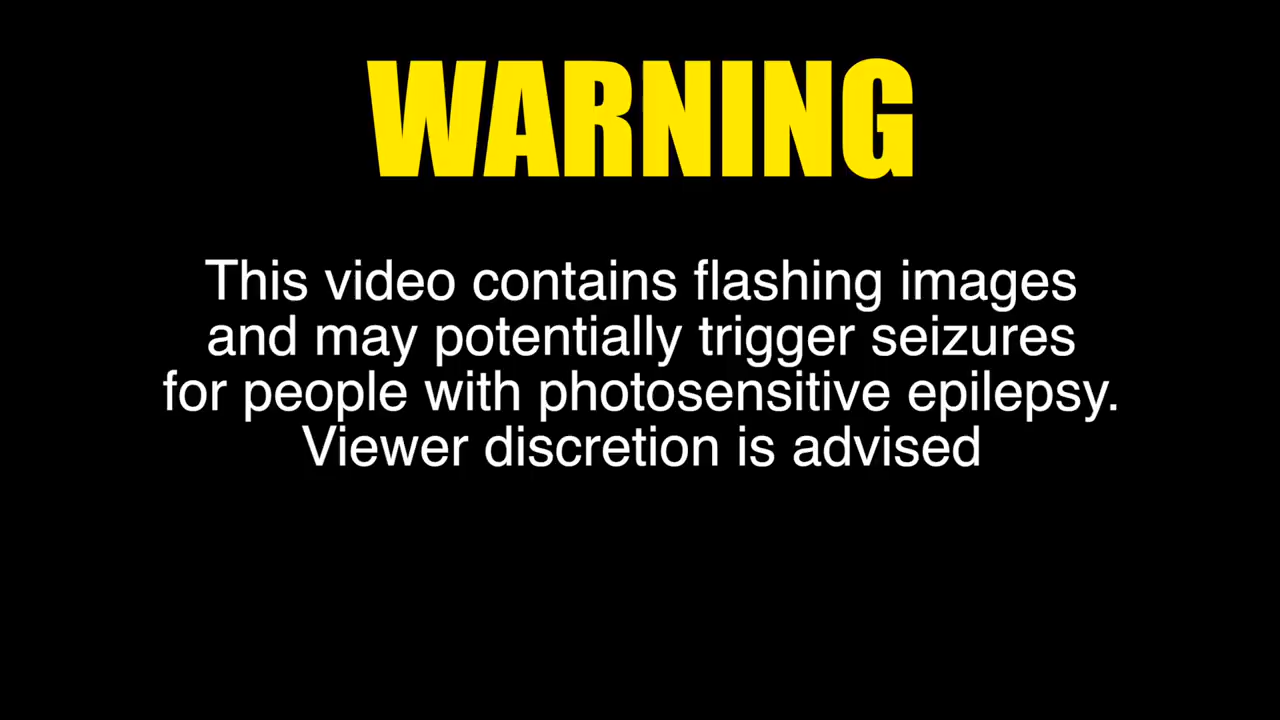 WARNING
This video contains flashing images
and may potentially trigger seizures
for people with photosensitive epilepsy.
Viewer discretion is advised